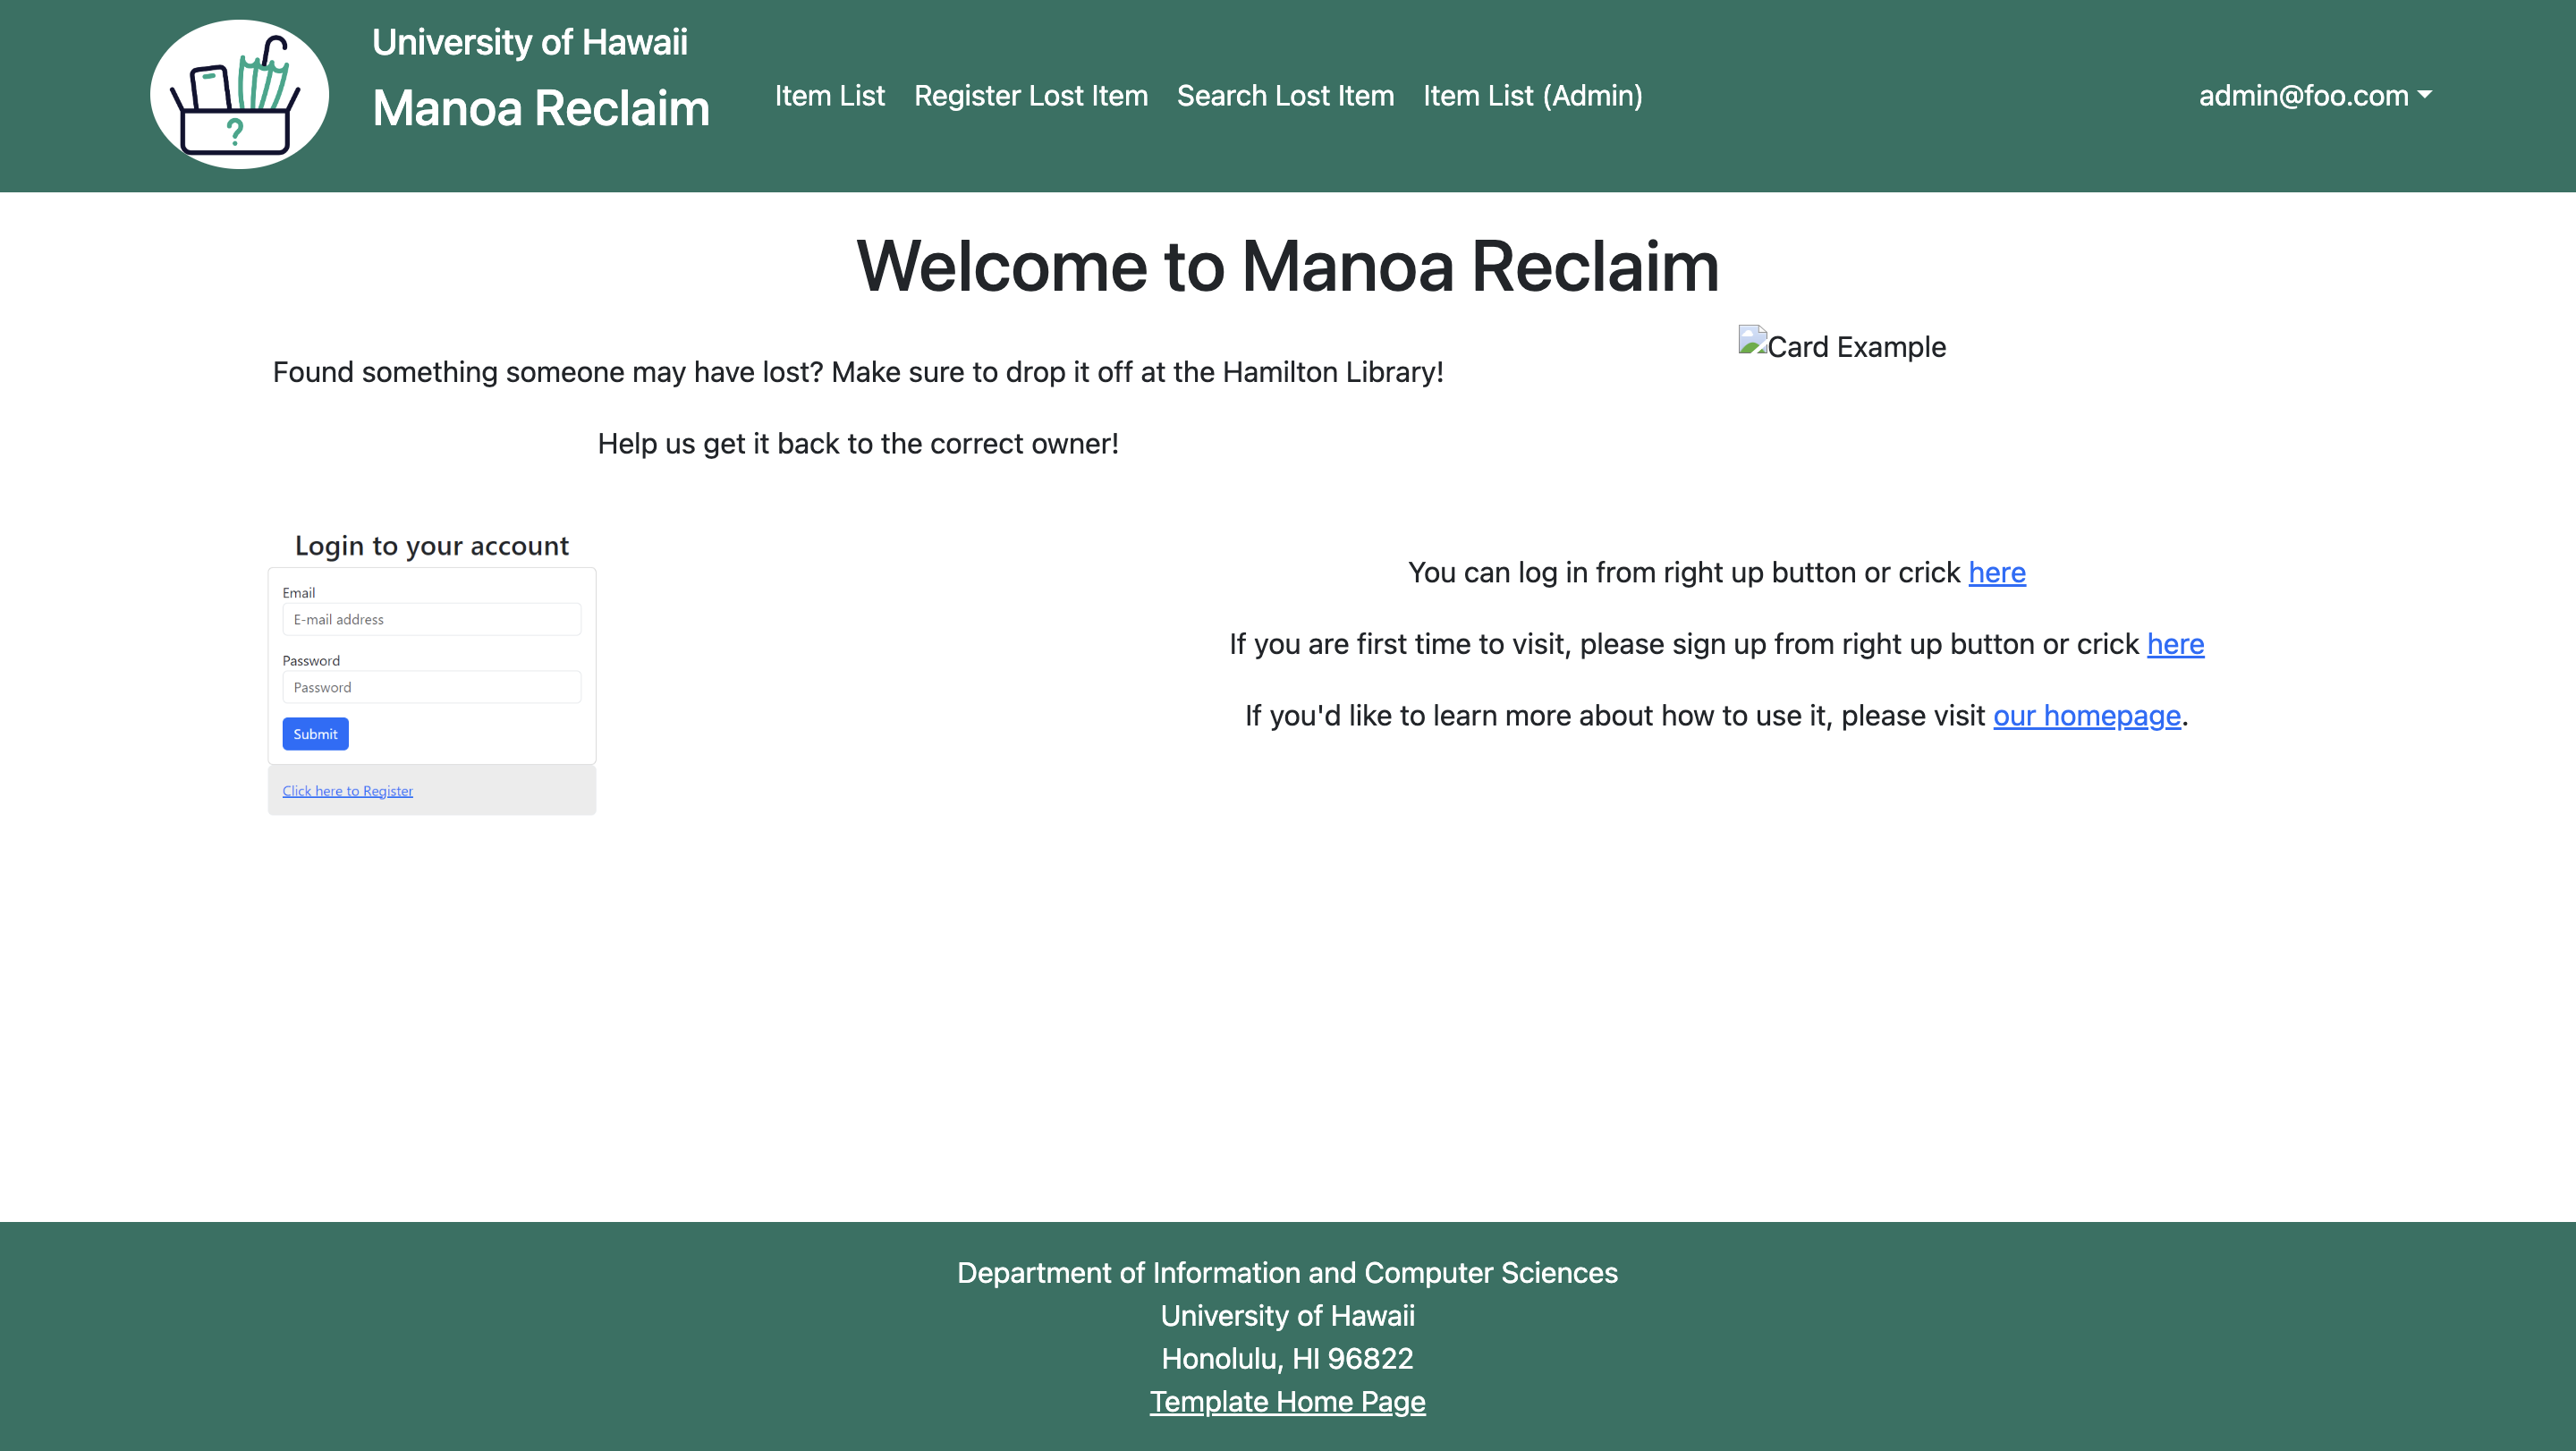 University of Hawaii
Manoa Reclaim
Item List
Register Lost Item
Search Lost Item
Item List (Admin)
admin@foo.com
?
Welcome to Manoa Reclaim
Found something someone may have lost? Make sure to drop it off at the Hamilton Library!
Help us get it back to the correct owner!
Card Example
Login to your account
Email
E-mail address
Password
Password
Submit
Click here to Register
You can log in from right up button or crick here
If you are first time to visit, please sign up from right up button or crick here
If you'd like to learn more about how to use it, please visit our homepage.
Department of Information and Computer Sciences
University of Hawaii
Honolulu, HI 96822
Template Home Page